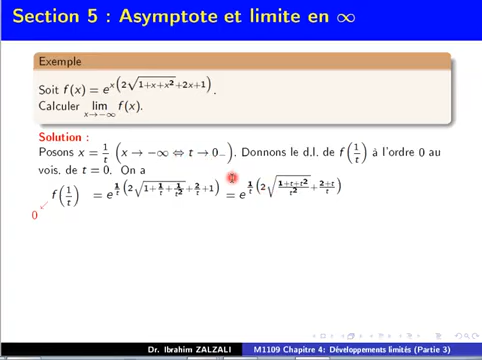 Section 5 : Asymptote et limite en ∞
Exemple
Soit f(x) = e^{x(2√(1+x+x²)+2x+1)}.
Calculer lim_{x→−∞} f(x).
Solution :
Posons x = 1/t (x → −∞ ⇔ t → 0₋). Donnons le d.l. de f(1/t) à l'ordre 0 au
vois. de t = 0. On a
f(1/t) = e^{1/t(2√(1+1/t+1/t²)+2/t+1)} = e^{1/t(2√((1+t+t²)/t²)+(2+t)/t)}
0
Dr. Ibrahim ZALZALI M1109 Chapitre 4: Développements limités (Partie 3)